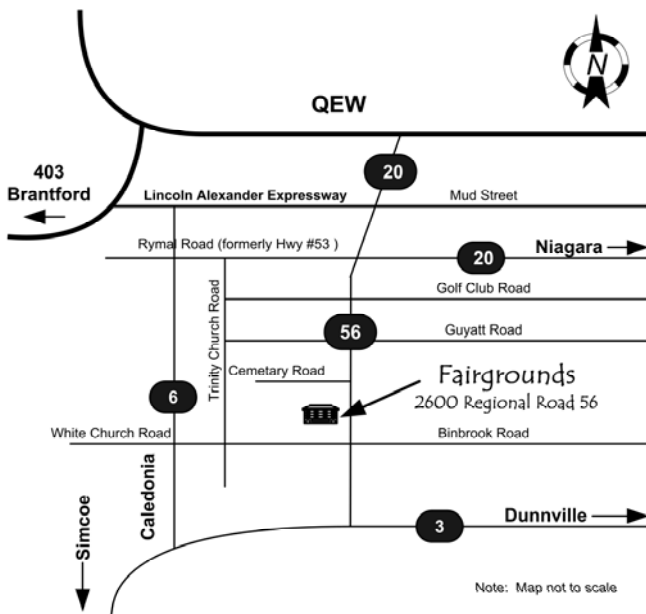 N
QEW
403
Brantford
20
Lincoln Alexander Expressway
Mud Street
Rymal Road (formerly Hwy #53 )
20
Niagara
Golf Club Road
Trinity Church Road
56
Guyatt Road
Cemetary Road
Fairgrounds
2600 Regional Road 56
6
White Church Road
Binbrook Road
Caledonia
Simcoe
3
Dunnville
Note: Map not to scale